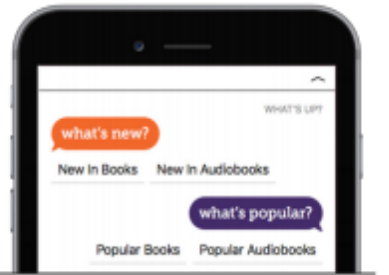 WHAT'S UP?
what's new?
New In Books New In Audiobooks
what's popular?
Popular Books Popular Audiobooks